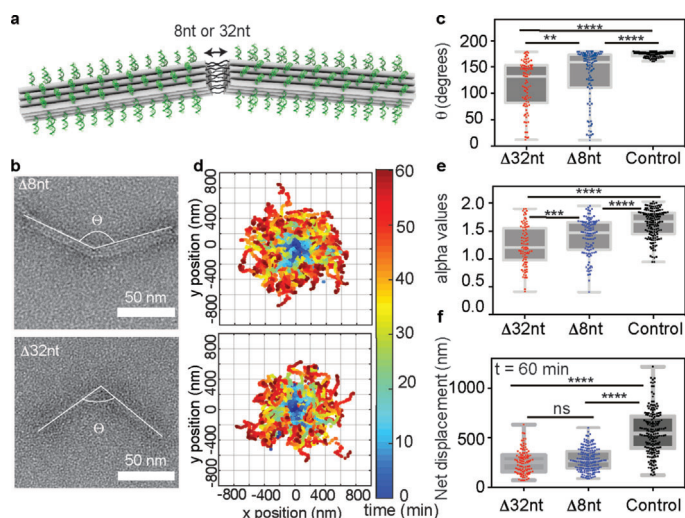 a
8nt or 32nt
b
Δ8nt
Θ
50 nm
Δ32nt
Θ
50 nm
d
y position (nm)
800
400
0
-400
-800
y position (nm)
800
400
0
-400
-800
-800 -400 0 400 800
x position (nm)
60
50
40
30
20
10
0
time (min)
c
θ (degrees)
200
150
100
50
0
**
****
****
Δ32nt Δ8nt Control
e
alpha values
2.0
1.5
1.0
0.5
0.0
***
****
****
Δ32nt Δ8nt Control
f
Net displacement (nm)
1000
500
0
t = 60 min
****
****
ns
Δ32nt Δ8nt Control